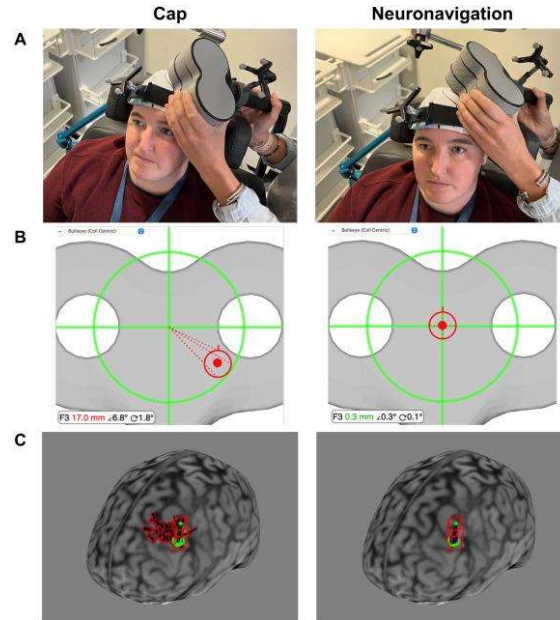 Cap Neuronavigation
A
B
Bullseye (Coil Centric) Bullseye (Coil Centric)
F3 17.0 mm ∠6.8° ↻1.8° F3 0.3 mm ∠0.3° ↻0.1°
C